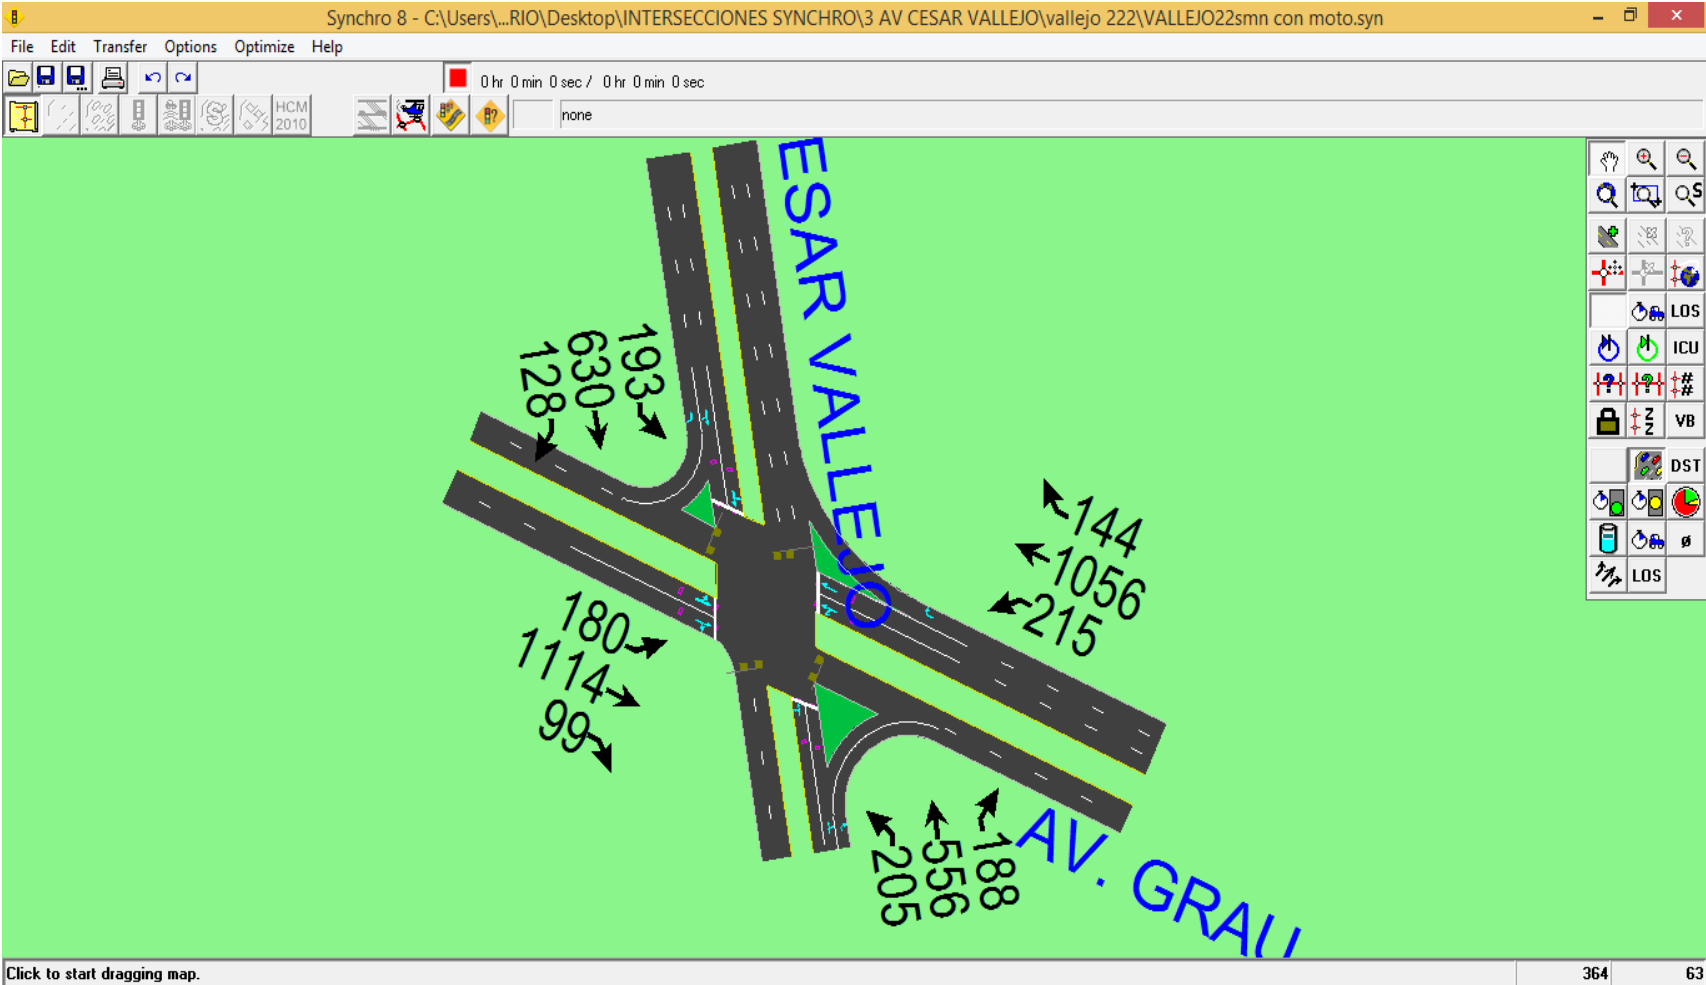 Synchro 8 - C:\Users\...RIO\Desktop\INTERSECCIONES SYNCHRO\3 AV CESAR VALLEJO\vallejo 222\VALLEJO22smn con moto.syn
File Edit Transfer Options Optimize Help
0 hr 0 min 0 sec / 0 hr 0 min 0 sec
HCM
2010
none
ESAR VALLEJO
193
630
128
144
1056
215
180
1114
99
205
556
188
AV. GRAU
S
LOS
ICU
?
?
#
#
Z
Z
VB
DST
?
ø
LOS
Click to start dragging map.
364 63